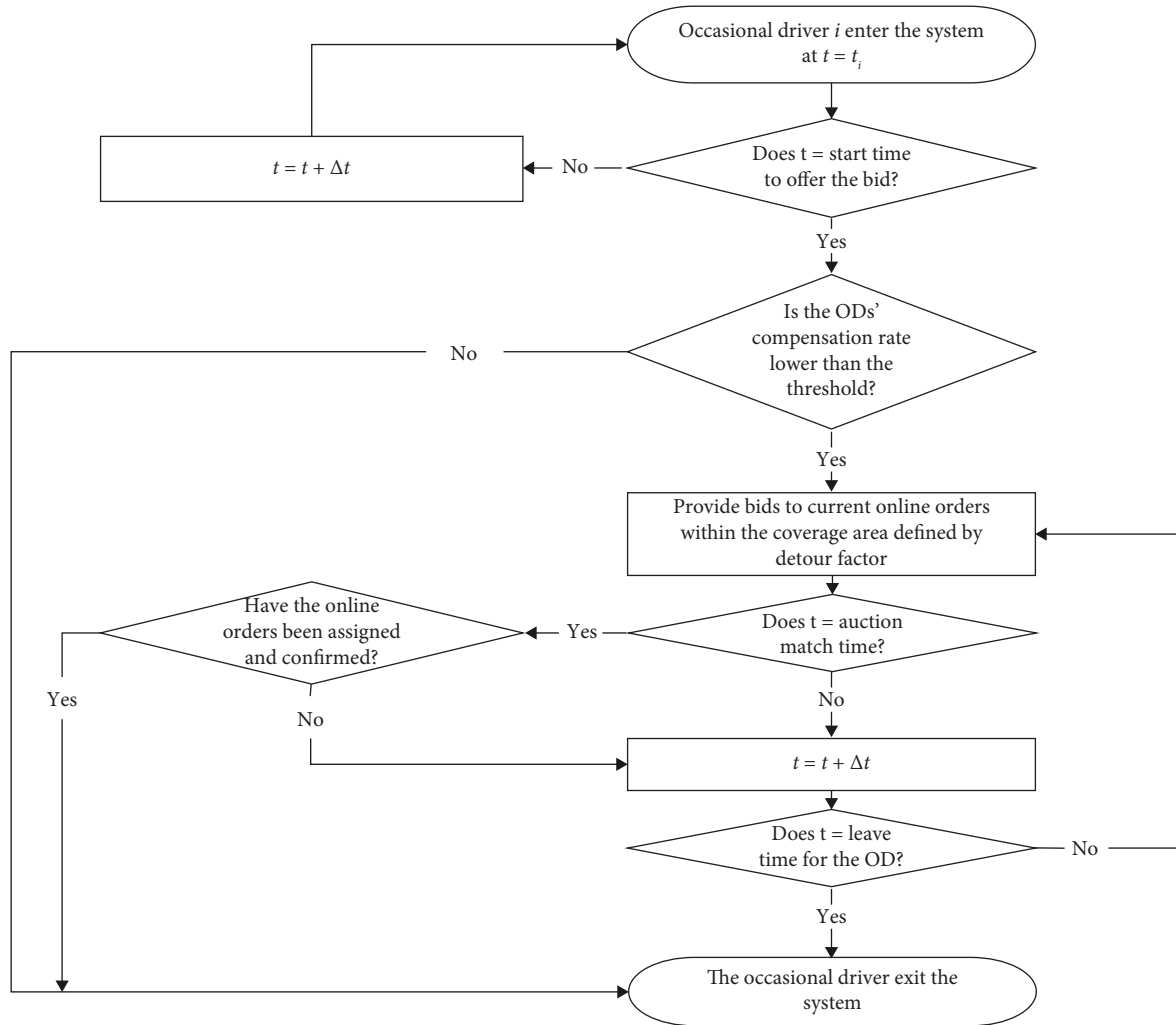 Occasional driver i enter the system
at t = tᵢ
t = t + Δt
No
Does t = start time
to offer the bid?
Yes
Is the ODs’
compensation rate
lower than the
threshold?
No
Yes
Provide bids to current online orders
within the coverage area defined by
detour factor
Have the online
orders been assigned
and confirmed?
Yes
Does t = auction
match time?
Yes
No
No
t = t + Δt
Does t = leave
time for the OD?
No
Yes
The occasional driver exit the
system